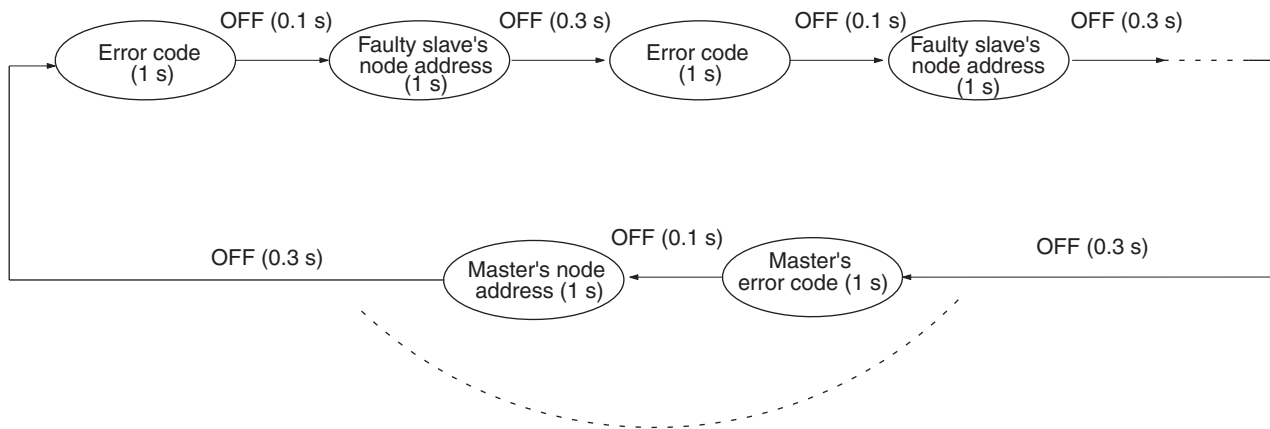 OFF (0.1 s)
OFF (0.3 s)
OFF (0.1 s)
OFF (0.3 s)
Error code
(1 s)
Faulty slave's
node address
(1 s)
Error code
(1 s)
Faulty slave's
node address
(1 s)
OFF (0.3 s)
Master's node
address (1 s)
OFF (0.1 s)
Master's
error code (1 s)
OFF (0.3 s)